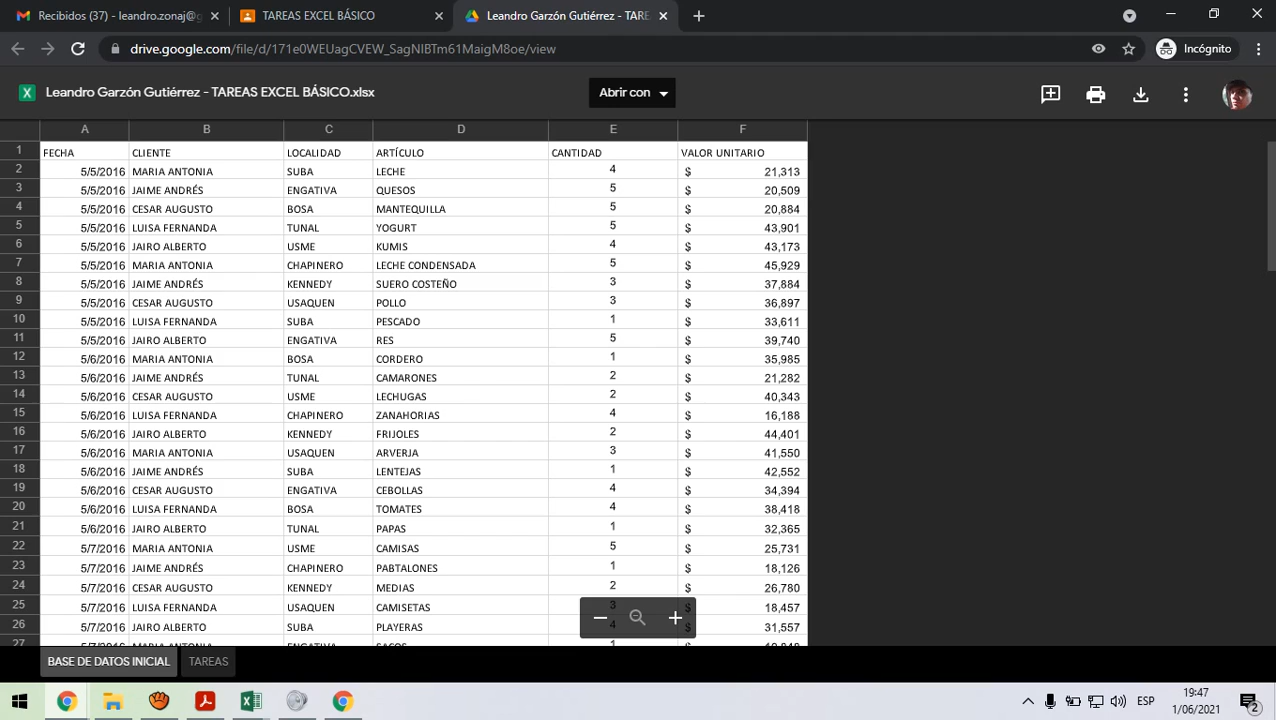 Recibidos (37) - leandro.zonaj@g
TAREAS EXCEL BÁSICO
Leandro Garzón Gutiérrez - TARE
drive.google.com/file/d/171e0WEUagCVEW_SagNIBTm61MaigM8oe/view
Incógnito
Leandro Garzón Gutiérrez - TAREAS EXCEL BÁSICO.xlsx
Abrir con
A B C D E F
1 FECHA CLIENTE LOCALIDAD ARTÍCULO CANTIDAD VALOR UNITARIO
2 5/5/2016 MARIA ANTONIA SUBA LECHE 4 $ 21,313
3 5/5/2016 JAIME ANDRÉS ENGATIVA QUESOS 5 $ 20,509
4 5/5/2016 CESAR AUGUSTO BOSA MANTEQUILLA 5 $ 20,884
5 5/5/2016 LUISA FERNANDA TUNAL YOGURT 5 $ 43,901
6 5/5/2016 JAIRO ALBERTO USME KUMIS 4 $ 43,173
7 5/5/2016 MARIA ANTONIA CHAPINERO LECHE CONDENSADA 5 $ 45,929
8 5/5/2016 JAIME ANDRÉS KENNEDY SUERO COSTEÑO 3 $ 37,884
9 5/5/2016 CESAR AUGUSTO USAQUEN POLLO 3 $ 36,897
10 5/5/2016 LUISA FERNANDA SUBA PESCADO 1 $ 33,611
11 5/5/2016 JAIRO ALBERTO ENGATIVA RES 5 $ 39,740
12 5/6/2016 MARIA ANTONIA BOSA CORDERO 1 $ 35,985
13 5/6/2016 JAIME ANDRÉS TUNAL CAMARONES 2 $ 21,282
14 5/6/2016 CESAR AUGUSTO USME LECHUGAS 2 $ 40,343
15 5/6/2016 LUISA FERNANDA CHAPINERO ZANAHORIAS 4 $ 16,188
16 5/6/2016 JAIRO ALBERTO KENNEDY FRIJOLES 2 $ 44,401
17 5/6/2016 MARIA ANTONIA USAQUEN ARVERJA 3 $ 41,550
18 5/6/2016 JAIME ANDRÉS SUBA LENTEJAS 1 $ 42,552
19 5/6/2016 CESAR AUGUSTO ENGATIVA CEBOLLAS 4 $ 34,394
20 5/6/2016 LUISA FERNANDA BOSA TOMATES 4 $ 38,418
21 5/6/2016 JAIRO ALBERTO TUNAL PAPAS 1 $ 32,365
22 5/7/2016 MARIA ANTONIA USME CAMISAS 5 $ 25,731
23 5/7/2016 JAIME ANDRÉS CHAPINERO PABTALONES 1 $ 18,126
24 5/7/2016 CESAR AUGUSTO KENNEDY MEDIAS 2 $ 26,780
25 5/7/2016 LUISA FERNANDA USAQUEN CAMISETAS 3 $ 18,457
26 5/7/2016 JAIRO ALBERTO SUBA PLAYERAS 4 $ 31,557
27
BASE DE DATOS INICIAL TAREAS
ESP
19:47
1/06/2021
2